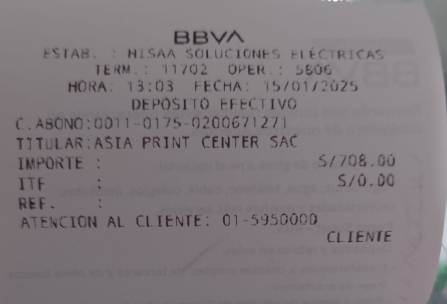 BBVA
ESTAB. : HISAA SOLUCIONES ELÉCTRICAS
TERM.: 11702 OPER.: 5806
HORA: 13:03 FECHA: 15/01/2025
DEPÓSITO EFECTIVO
C.ABONO:0011-0175-0200671271
TITULAR:ASIA PRINT CENTER SAC
IMPORTE : S/708.00
ITF : S/0.00
REF. :
ATENCION AL CLIENTE: 01-5950000
CLIENTE